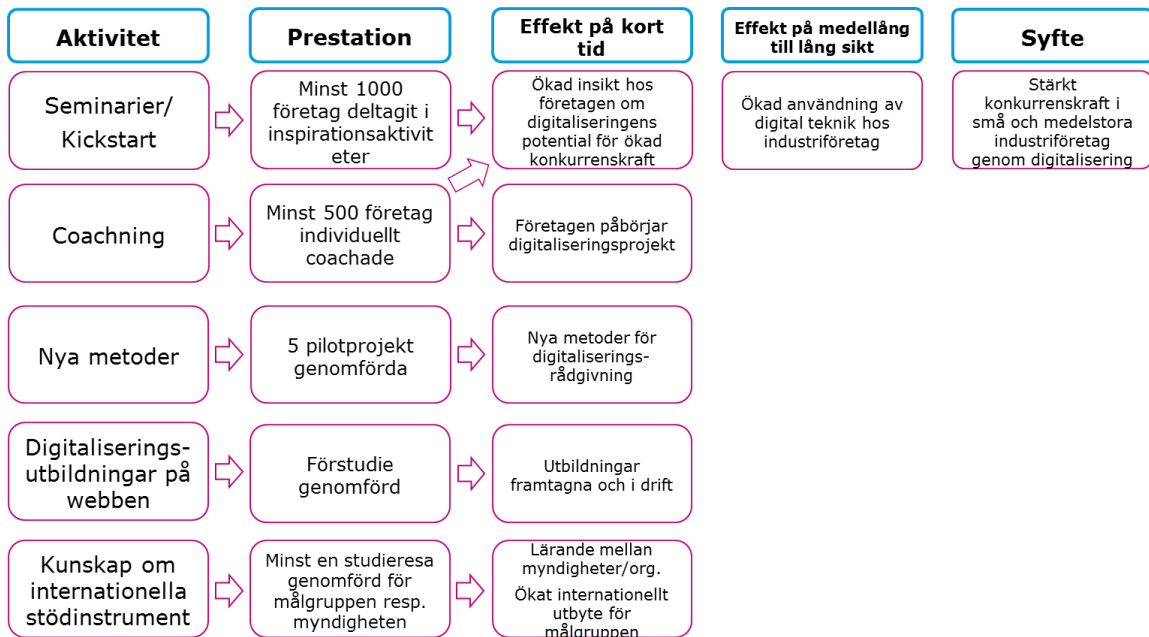 Aktivitet
Prestation
Effekt på kort
tid
Effekt på medellång
till lång sikt
Syfte
Seminarier/
Kickstart
Minst 1000
företag deltagit i
inspirationsaktivit
eter
Ökad insikt hos
företagen om
digitaliseringens
potential för ökad
konkurrenskraft
Ökad användning av
digital teknik hos
industriföretag
Stärkt
konkurrenskraft i
små och medelstora
industriföretag
genom digitalisering
Coachning
Minst 500 företag
individuellt
coachade
Företagen påbörjar
digitaliseringsprojekt
Nya metoder
5 pilotprojekt
genomförda
Nya metoder för
digitaliserings-
rådgivning
Digitaliserings-
utbildningar på
webben
Förstudie
genomförd
Utbildningar
framtagna och i drift
Kunskap om
internationella
stödinstrument
Minst en studieresa
genomförd för
målgruppen resp.
myndigheten
Lärande mellan
myndigheter/org.
Ökat internationellt
utbyte för
målgruppen